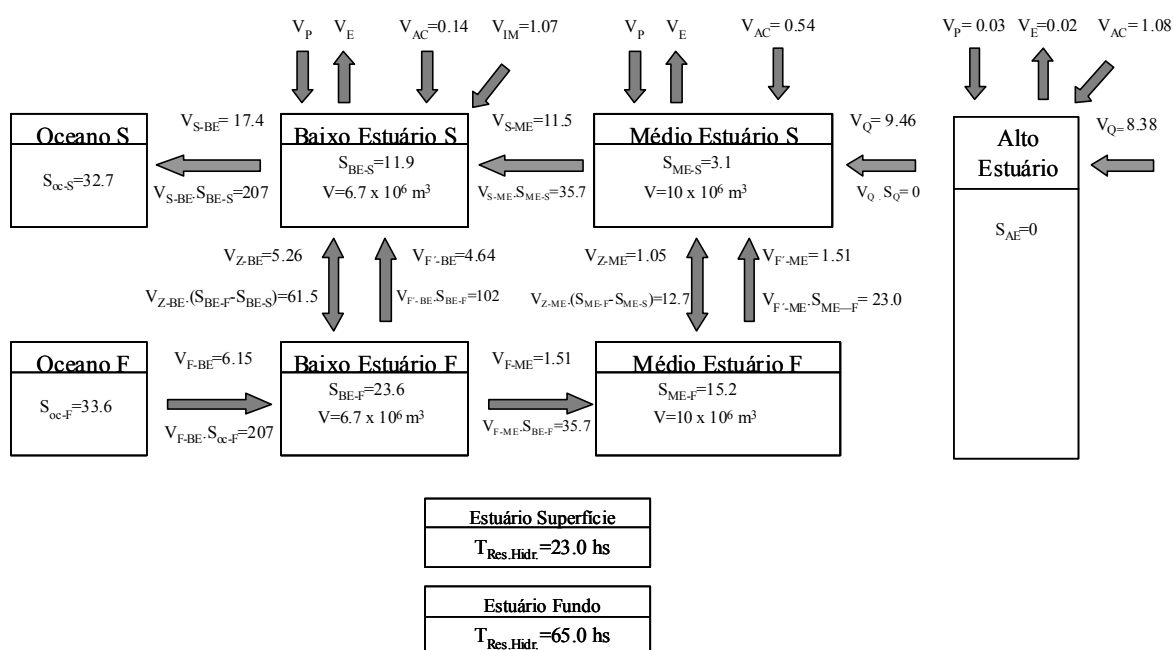 V_P V_E V_AC=0.14 V_IM=1.07 V_P V_E V_AC=0.54 V_P= 0.03 V_E=0.02 V_AC= 1.08
Oceano S
S_oc-S=32.7
V_S-BE= 17.4
V_S-BE.S_BE-S=207
Baixo Estuário S
S_BE-S=11.9
V=6.7 x 10⁶ m³
V_S-ME=11.5
V_S-ME.S_ME-S=35.7
Médio Estuário S
S_ME-S=3.1
V=10 x 10⁶ m³
V_Q= 9.46
V_Q . S_Q= 0
Alto
Estuário
S_AE=0
V_Q= 8.38
V_Z-BE=5.26
V_Z-BE.(S_BE-F-S_BE-S)=61.5
V_F´-BE=4.64
V_F´-BE.S_BE-F=102
V_Z-ME=1.05
V_Z-ME.(S_ME-F-S_ME-S)=12.7
V_F´-ME= 1.51
V_F´-ME.S_ME—F= 23.0
Oceano F
S_oc-F=33.6
V_F-BE=6.15
V_F-BE.S_oc-F=207
Baixo Estuário F
S_BE-F=23.6
V=6.7 x 10⁶ m³
V_F-ME=1.51
V_F-ME.S_BE-F=35.7
Médio Estuário F
S_ME-F=15.2
V=10 x 10⁶ m³
Estuário Superfície
T_Res.Hidr.=23.0 hs
Estuário Fundo
T_Res.Hidr.=65.0 hs